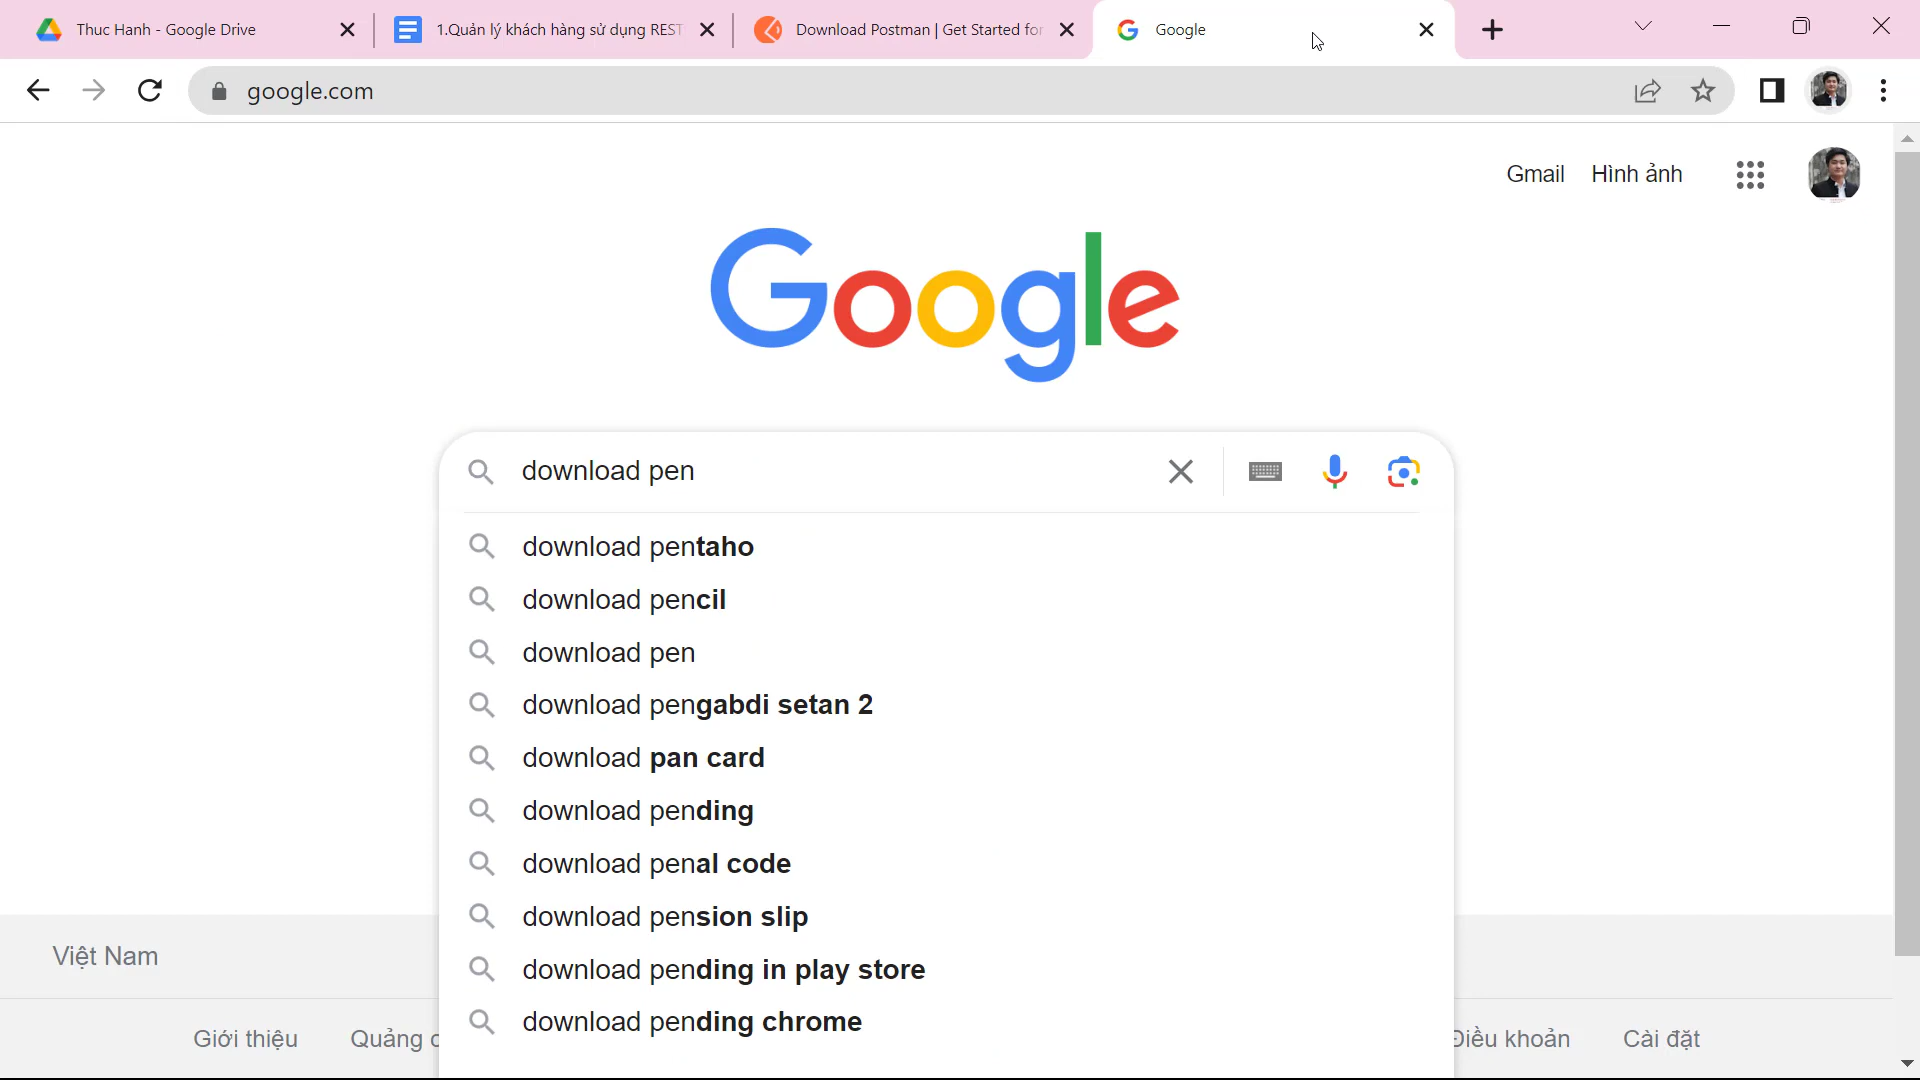 Thuc Hanh - Google Drive
1.Quản lý khách hàng sử dụng REST
Download Postman | Get Started for
Google
google.com
Gmail Hình ảnh
Google
download pen
download pentaho
download pencil
download pen
download pengabdi setan 2
download pan card
download pending
download penal code
download pension slip
download pending in play store
download pending chrome
Việt Nam
Giới thiệu Quảng Điều khoản Cài đặt